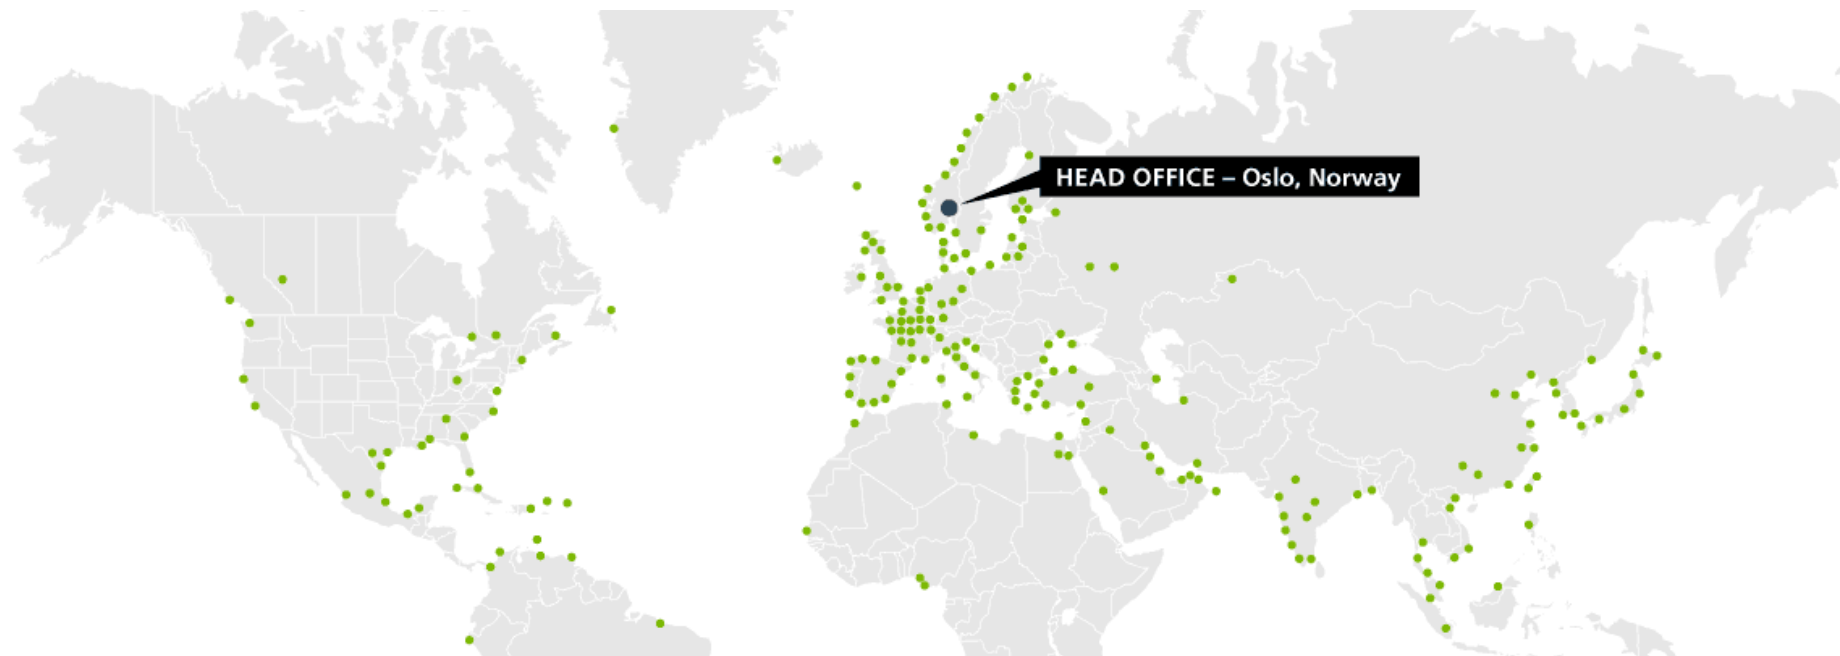 HEAD OFFICE – Oslo, Norway